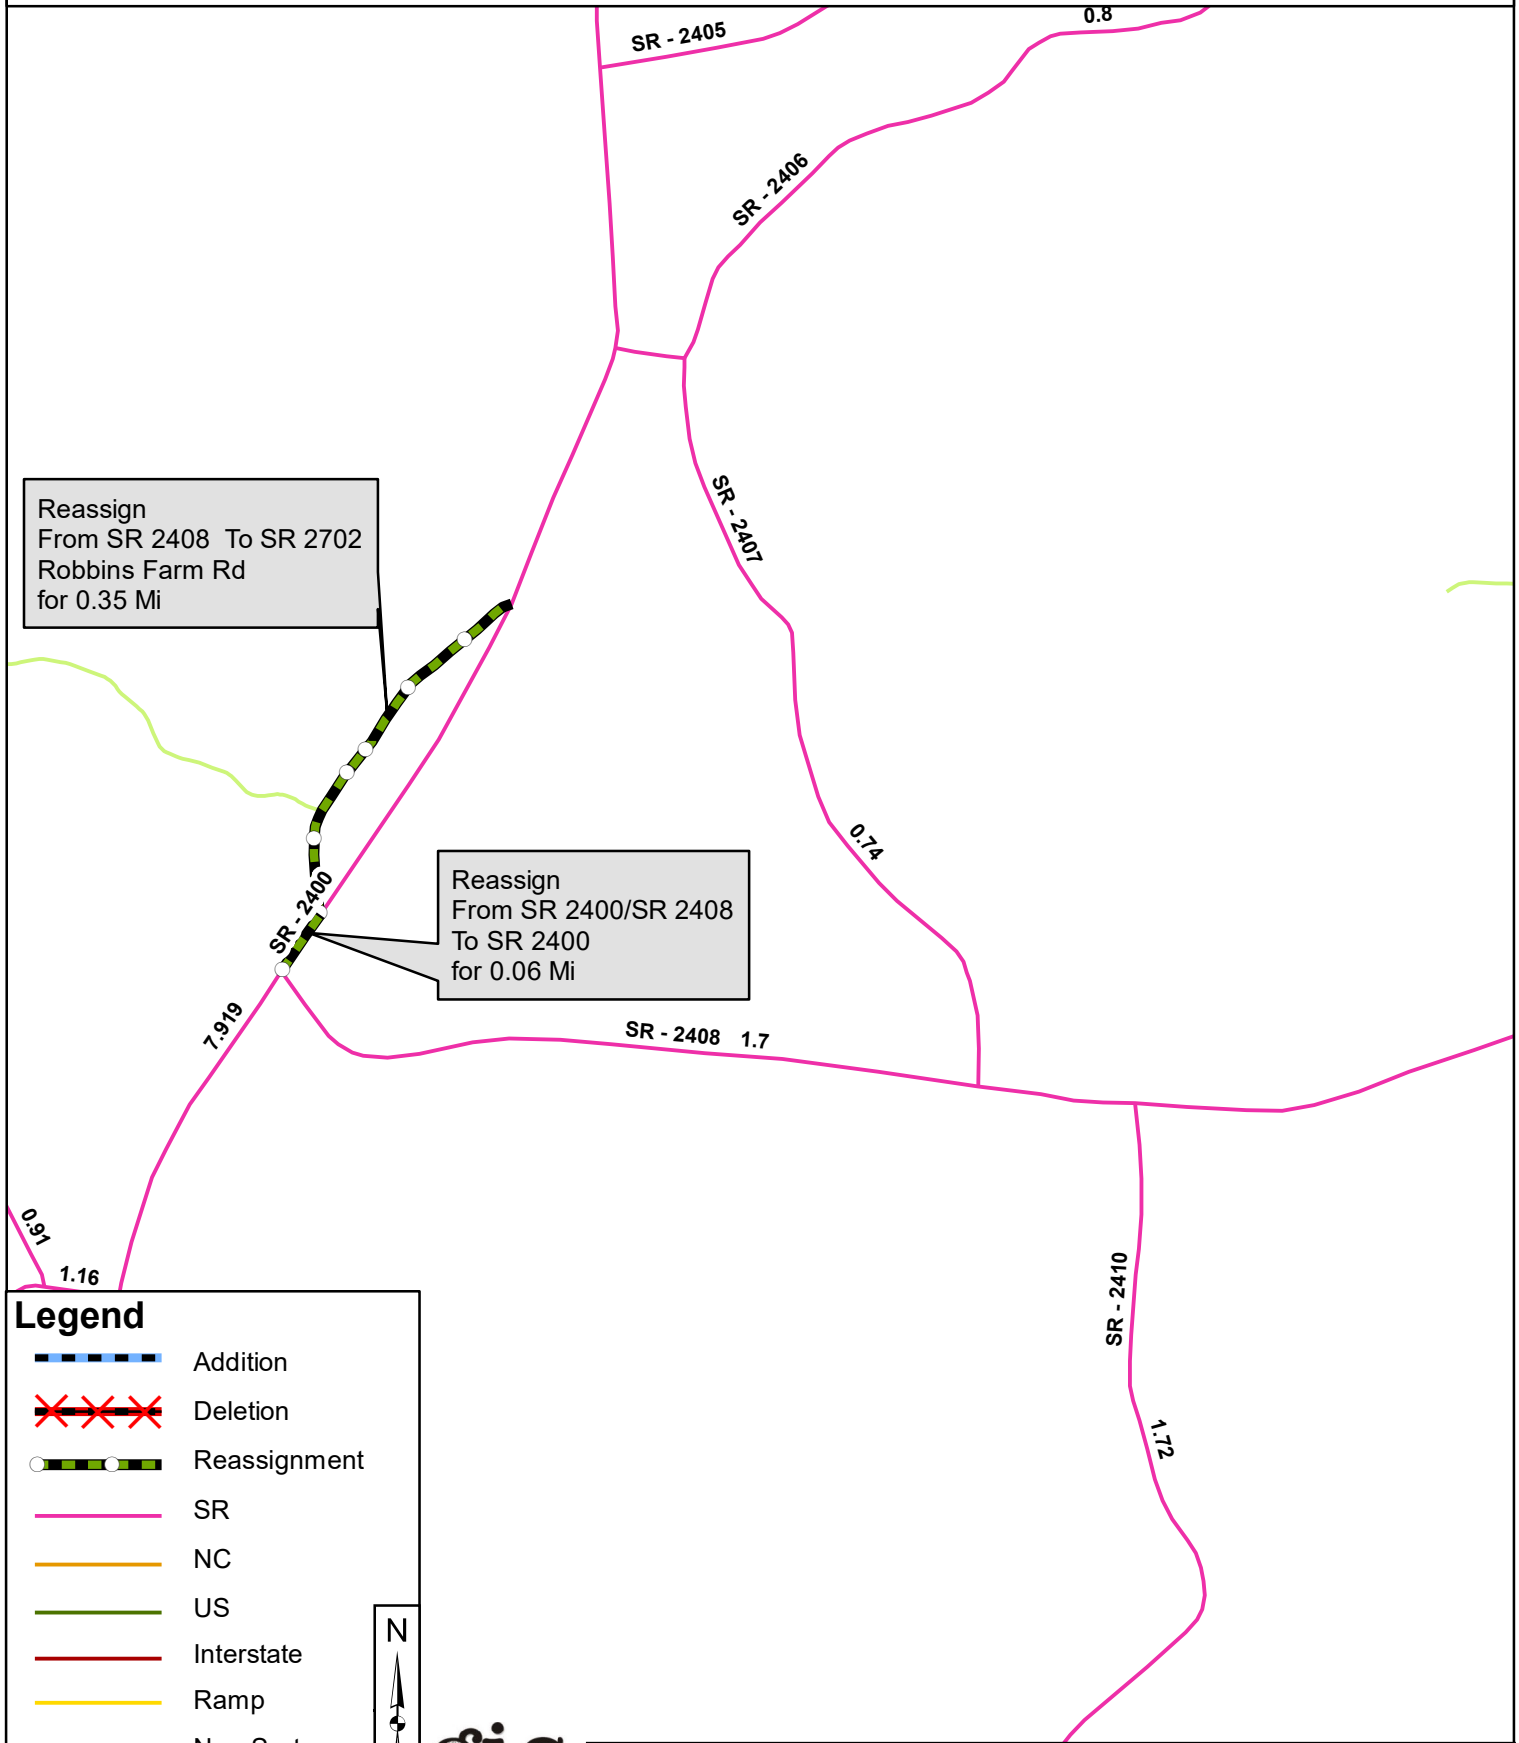 0.8
SR - 2405
SR - 2406
SR - 2407
Reassign
From SR 2408 To SR 2702
Robbins Farm Rd
for 0.35 Mi
0.74
SR - 2400
Reassign
From SR 2400/SR 2408
To SR 2400
for 0.06 Mi
7.919
SR - 2408 1.7
0.91
1.16
SR - 2410
1.72
Legend
Addition
Deletion
Reassignment
SR
NC
US
Interstate
Ramp
N